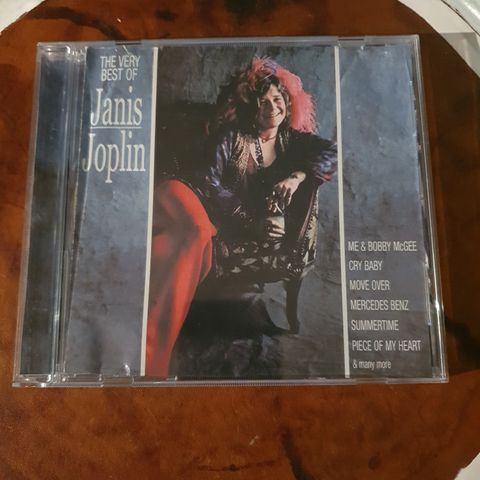 THE VERY
BEST OF
Janis
Joplin
ME & BOBBY McGEE
CRY BABY
MOVE OVER
MERCEDES BENZ
SUMMERTIME
PIECE OF MY HEART
& many more